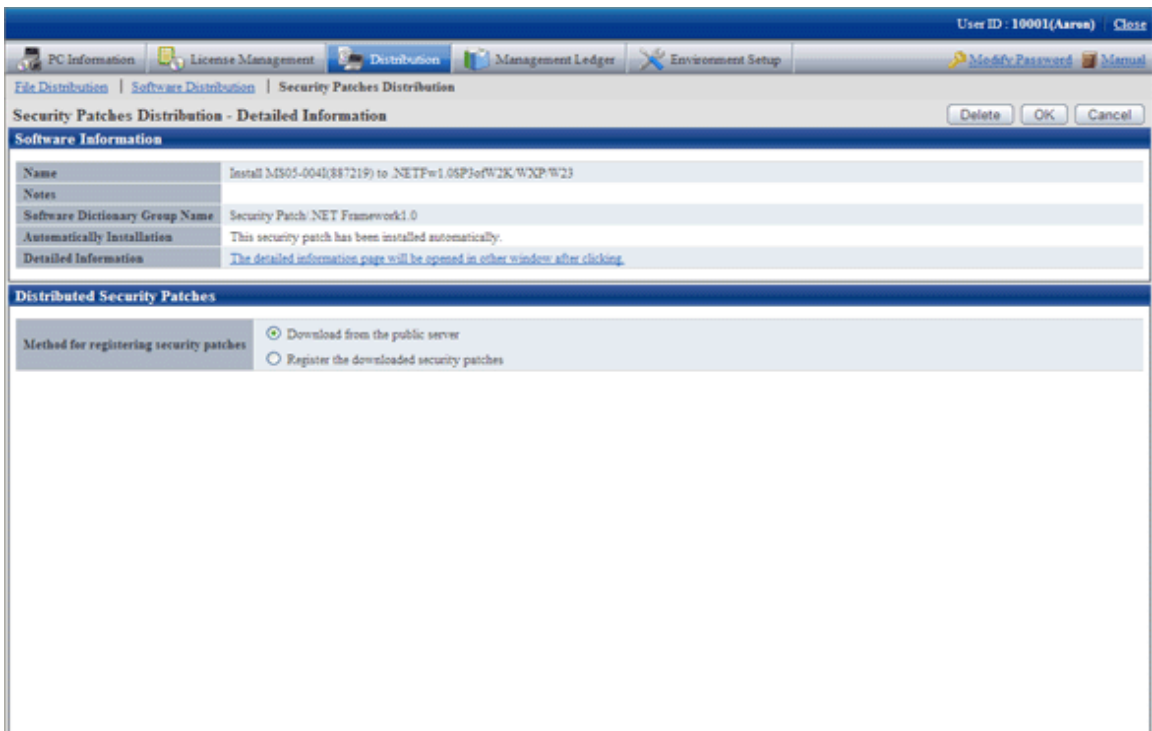 User ID : 10001(Aaron) Close
PC Information License Management Distribution Management Ledger Environment Setup Modify Password Manual
File Distribution | Software Distribution | Security Patches Distribution
Security Patches Distribution - Detailed Information Delete OK Cancel
Software Information
Name Install MS05-004I(887219) to .NETFw1.0SP3ofW2K/WXP/W23
Notes
Software Dictionary Group Name Security Patch/.NET Framework1.0
Automatically Installation This security patch has been installed automatically.
Detailed Information The detailed information page will be opened in other window after clicking.
Distributed Security Patches
Method for registering security patches
Download from the public server
Register the downloaded security patches